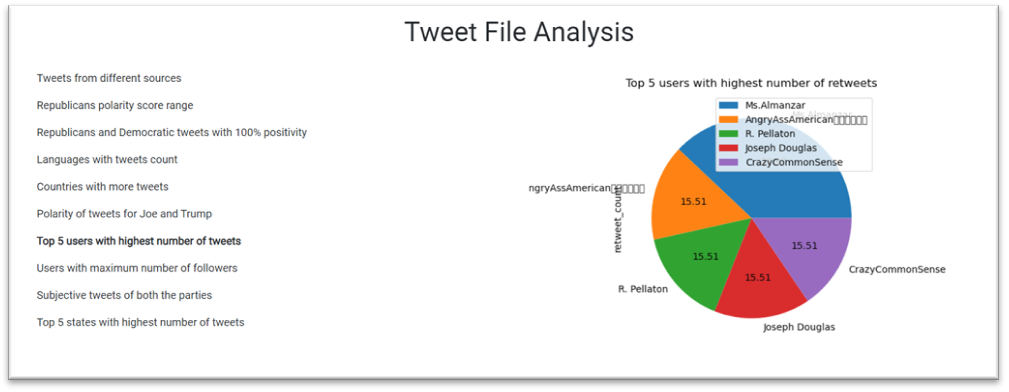 Tweet File Analysis
Tweets from different sources
Republicans polarity score range
Republicans and Democratic tweets with 100% positivity
Languages with tweets count
Countries with more tweets
Polarity of tweets for Joe and Trump
Top 5 users with highest number of tweets
Users with maximum number of followers
Subjective tweets of both the parties
Top 5 states with highest number of tweets
Top 5 users with highest number of retweets
Ms.Almanzar
AngryAssAmerican▯▯▯▯▯▯
R. Pellaton
Joseph Douglas
CrazyCommonSense
Ms.Almanzar
ngryAssAmerican▯▯▯▯▯▯
retweet_count
15.51
15.51
15.51
15.51
R. Pellaton
Joseph Douglas
CrazyCommonSense